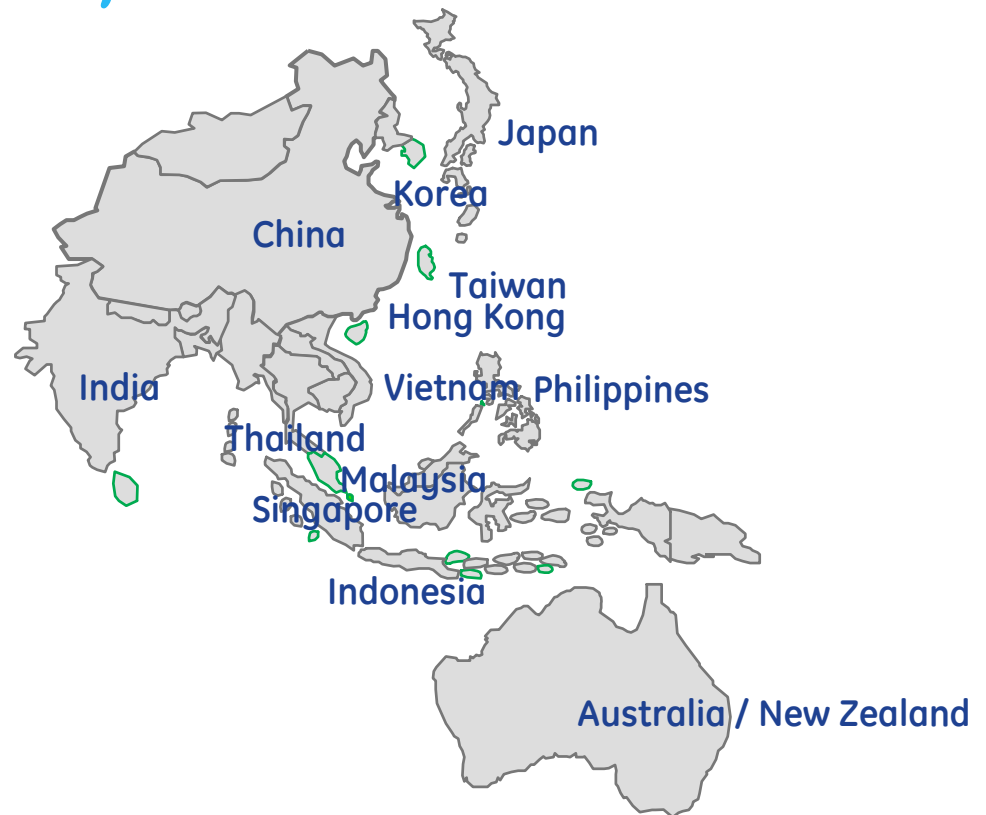 Japan
Korea
China
Taiwan
Hong Kong
India
Vietnam
Philippines
Thailand
Malaysia
Singapore
Indonesia
Australia / New Zealand